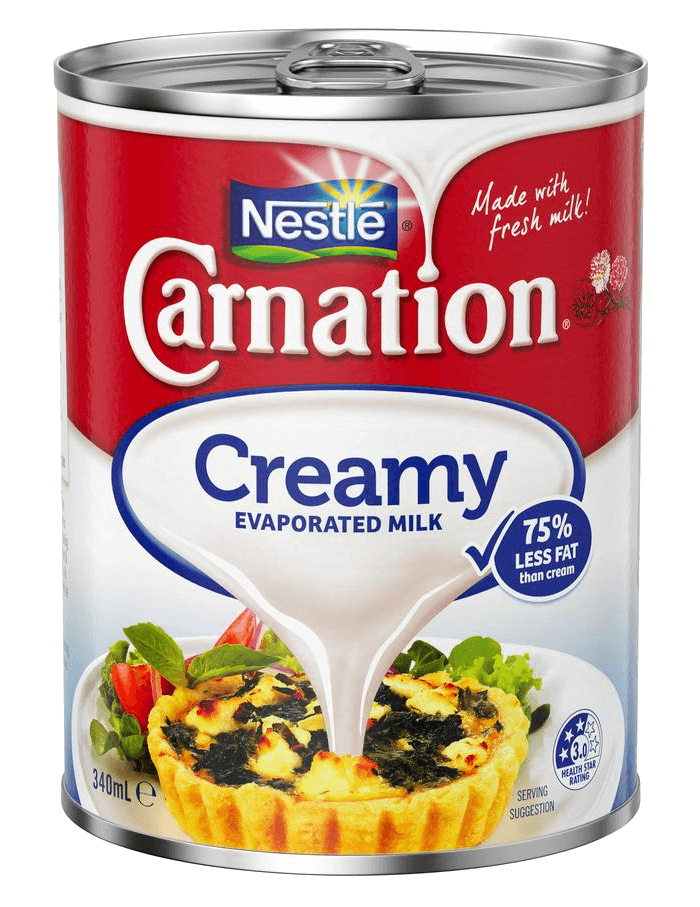 Nestlé®
Made with
fresh milk!
Carnation®
Creamy
EVAPORATED MILK
75%
LESS FAT
than cream
340mL ℮
3.0
HEALTH STAR
RATING
SERVING
SUGGESTION